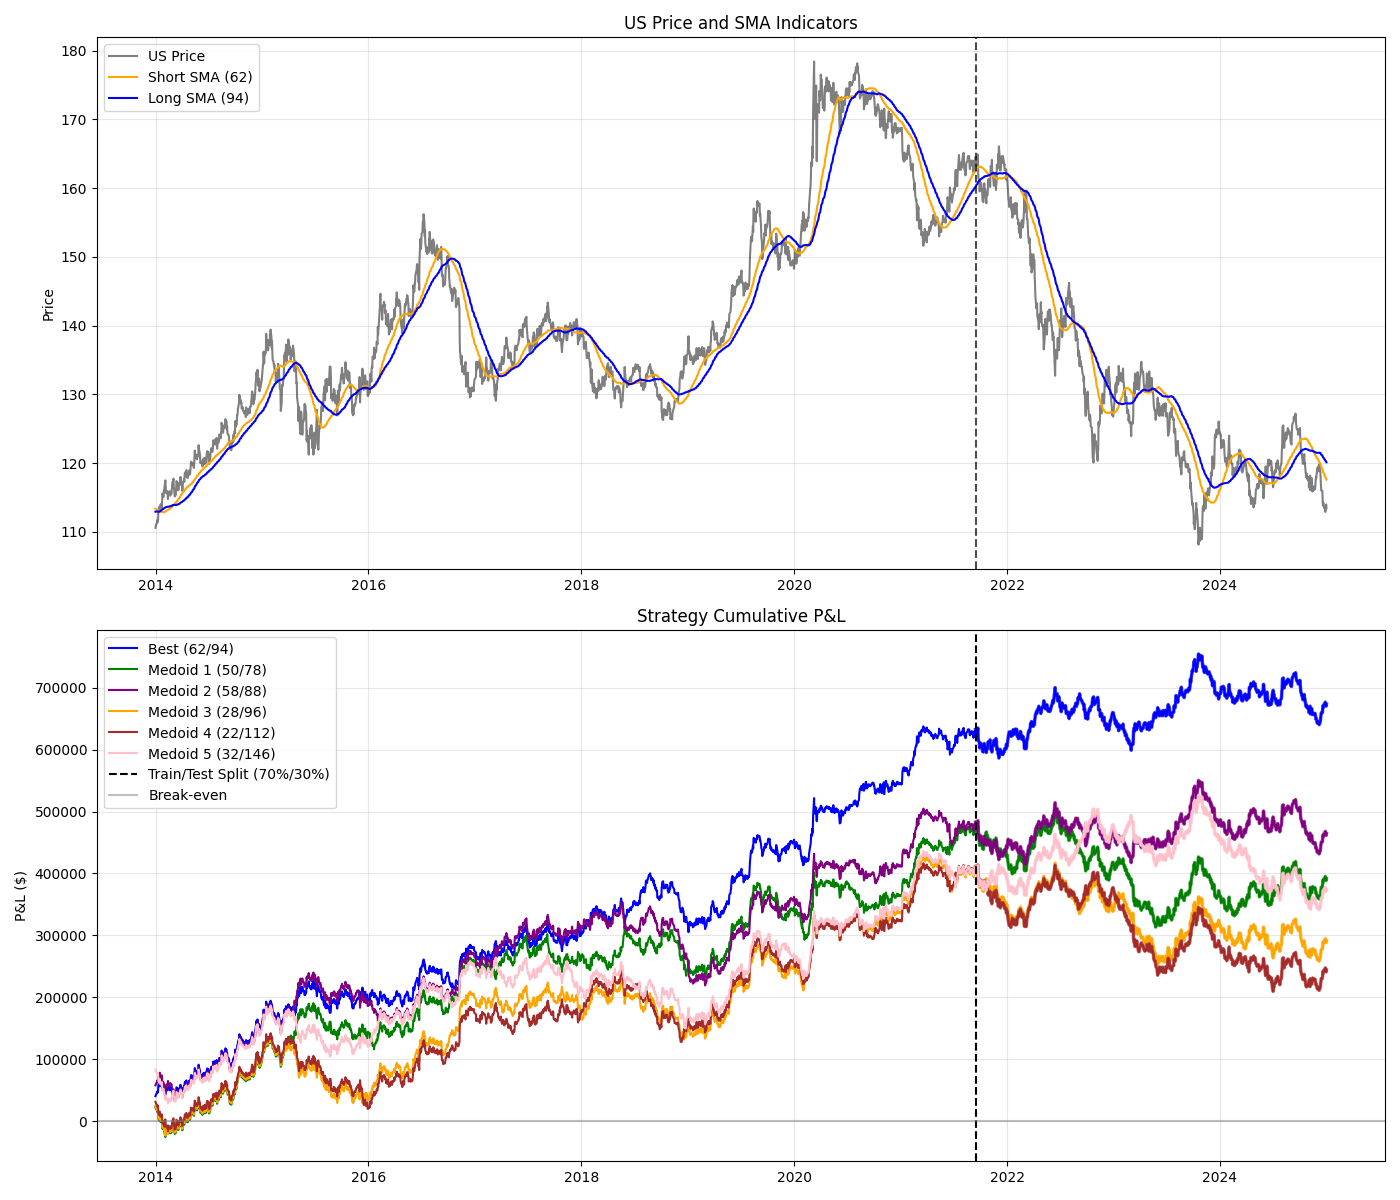 US Price and SMA Indicators
US Price
Short SMA (62)
Long SMA (94)
Price
180
170
160
150
140
130
120
110
2014
2016
2018
2020
2022
2024
Strategy Cumulative P&L
Best (62/94)
Medoid 1 (50/78)
Medoid 2 (58/88)
Medoid 3 (28/96)
Medoid 4 (22/112)
Medoid 5 (32/146)
Train/Test Split (70%/30%)
Break-even
P&L ($)
700000
600000
500000
400000
300000
200000
100000
0
2014
2016
2018
2020
2022
2024